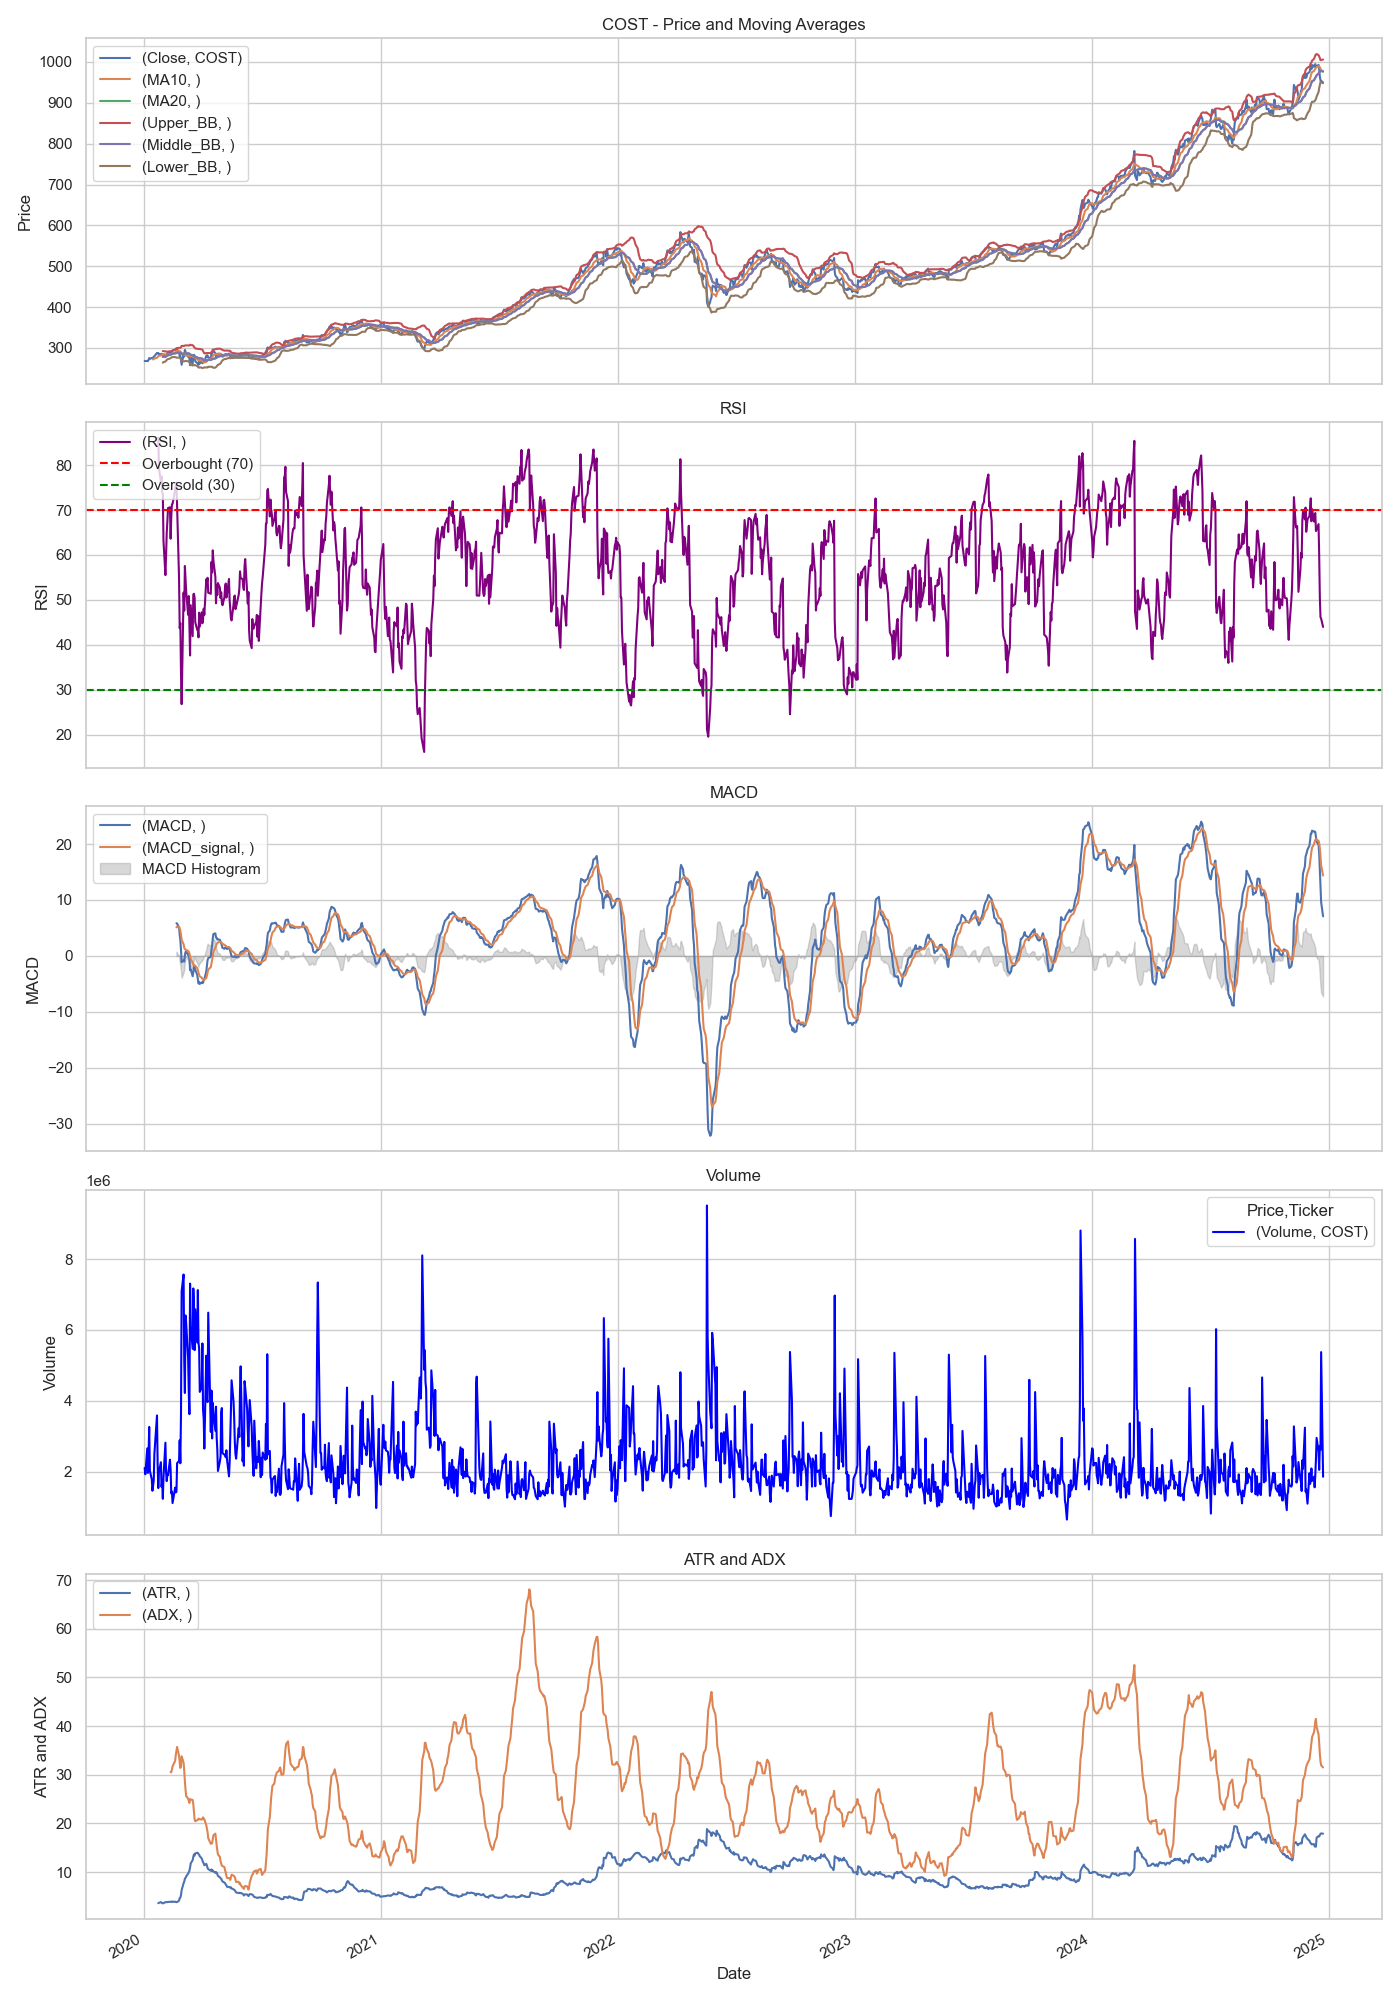 COST - Price and Moving Averages
(Close, COST)
(MA10, )
(MA20, )
(Upper_BB, )
(Middle_BB, )
(Lower_BB, )
1000
900
800
700
600
500
400
300
Price
RSI
(RSI, )
Overbought (70)
Oversold (30)
80
70
60
50
40
30
20
RSI
MACD
(MACD, )
(MACD_signal, )
MACD Histogram
20
10
0
−10
−20
−30
MACD
1e6
Volume
Price,Ticker
(Volume, COST)
8
6
4
2
Volume
ATR and ADX
(ATR, )
(ADX, )
70
60
50
40
30
20
10
ATR and ADX
2020
2021
2022
2023
2024
2025
Date